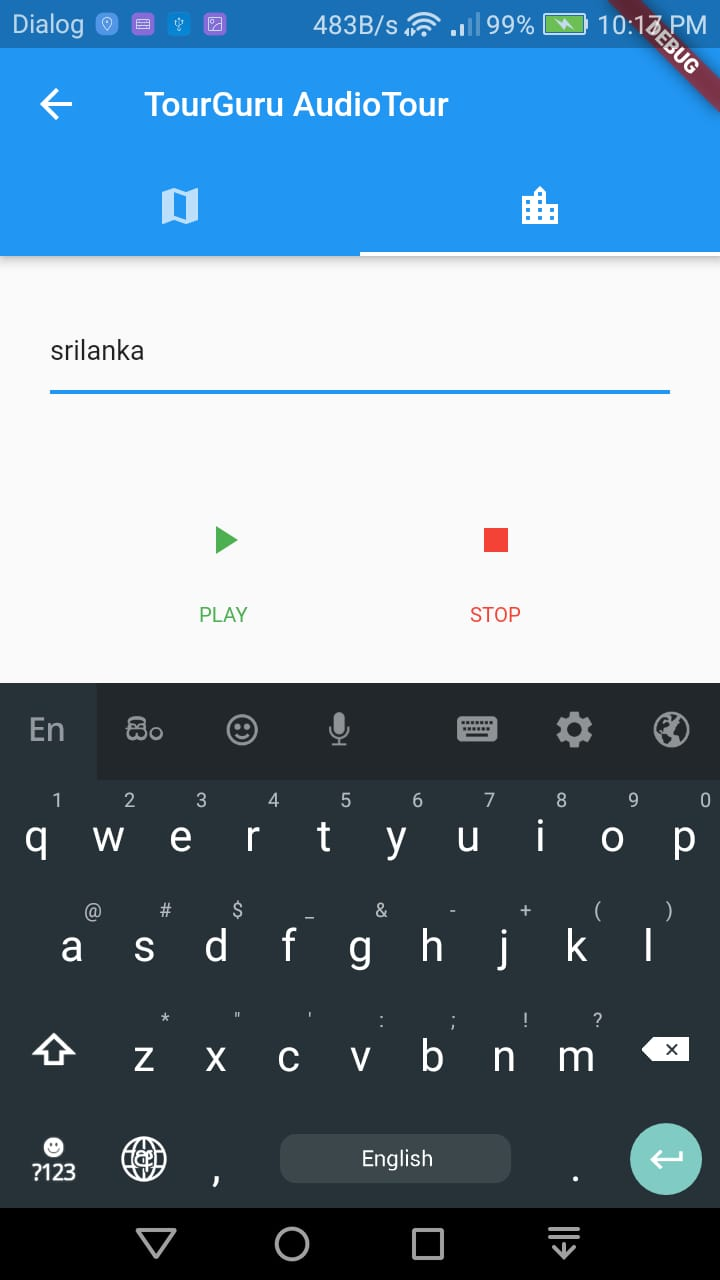 Dialog 483B/s 99% 10:17 PM
DEBUG
TourGuru AudioTour
srilanka
PLAY STOP
En සිං
1 2 3 4 5 6 7 8 9 0
q w e r t y u i o p
@ # $ _ & - + ( )
a s d f g h j k l
* " ' : ; ! ?
z x c v b n m
?123 , English .